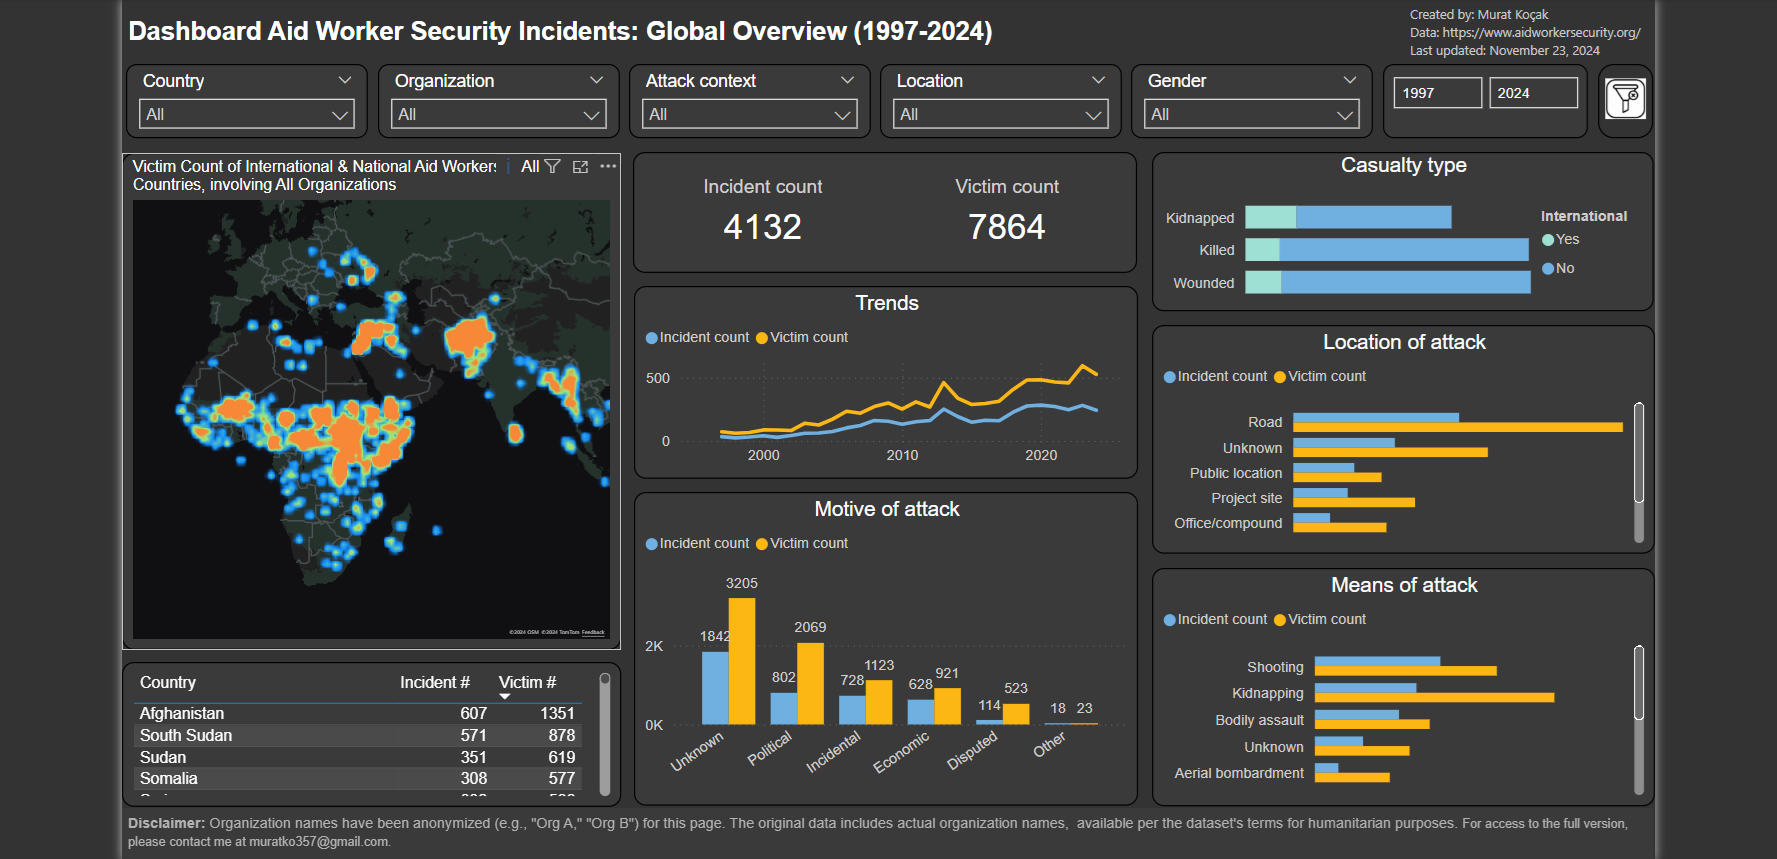 Dashboard Aid Worker Security Incidents: Global Overview (1997-2024)
Created by: Murat Koçak
Data: https://www.aidworkersecurity.org/
Last updated: November 23, 2024
Country
All
Organization
All
Attack context
All
Location
All
Gender
All
1997
2024
Victim Count of International & National Aid Workers
All
Countries, involving All Organizations
©2024 OSM ©2024 TomTom Feedback
Country Incident # Victim #
Afghanistan 607 1351
South Sudan 571 878
Sudan 351 619
Somalia 308 577
Incident count
4132
Victim count
7864
Trends
Incident count Victim count
500
0
2000 2010 2020
Motive of attack
Incident count Victim count
2K
0K
1842 3205
802 2069
728 1123
628 921
114 523
18 23
Unknown
Political
Incidental
Economic
Disputed
Other
Casualty type
Kidnapped
Killed
Wounded
International
Yes
No
Location of attack
Incident count Victim count
Road
Unknown
Public location
Project site
Office/compound
Means of attack
Incident count Victim count
Shooting
Kidnapping
Bodily assault
Unknown
Aerial bombardment
Disclaimer: Organization names have been anonymized (e.g., "Org A," "Org B") for this page. The original data includes actual organization names, available per the dataset's terms for humanitarian purposes. For access to the full version,
please contact me at muratko357@gmail.com.